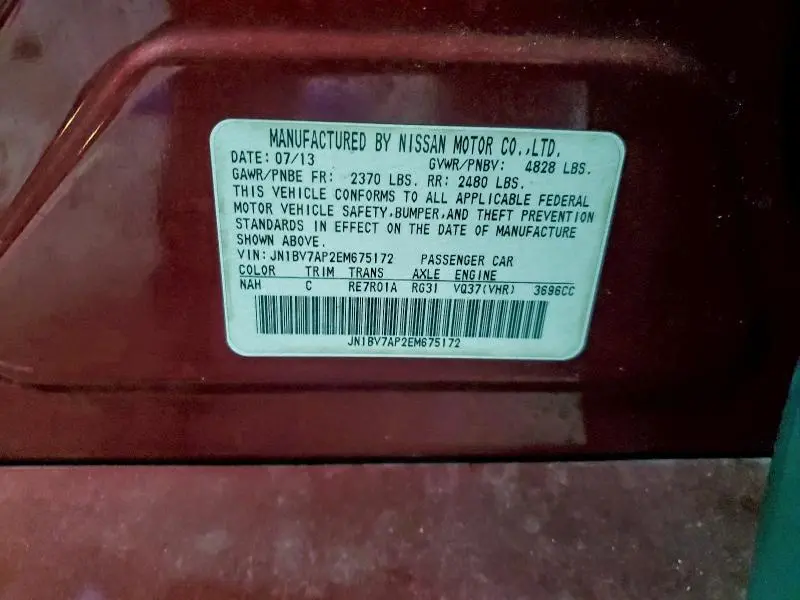 MANUFACTURED BY NISSAN MOTOR CO.,LTD.
DATE: 07/13 GVWR/PNBV: 4828 LBS.
GAWR/PNBE FR: 2370 LBS. RR: 2480 LBS.
THIS VEHICLE CONFORMS TO ALL APPLICABLE FEDERAL
MOTOR VEHICLE SAFETY,BUMPER,AND THEFT PREVENTION
STANDARDS IN EFFECT ON THE DATE OF MANUFACTURE
SHOWN ABOVE.
VIN: JN1BV7AP2EM675172 PASSENGER CAR
COLOR TRIM TRANS AXLE ENGINE
NAH C RE7R01A RG31 VQ37(VHR) 3696CC
JN1BV7AP2EM675172